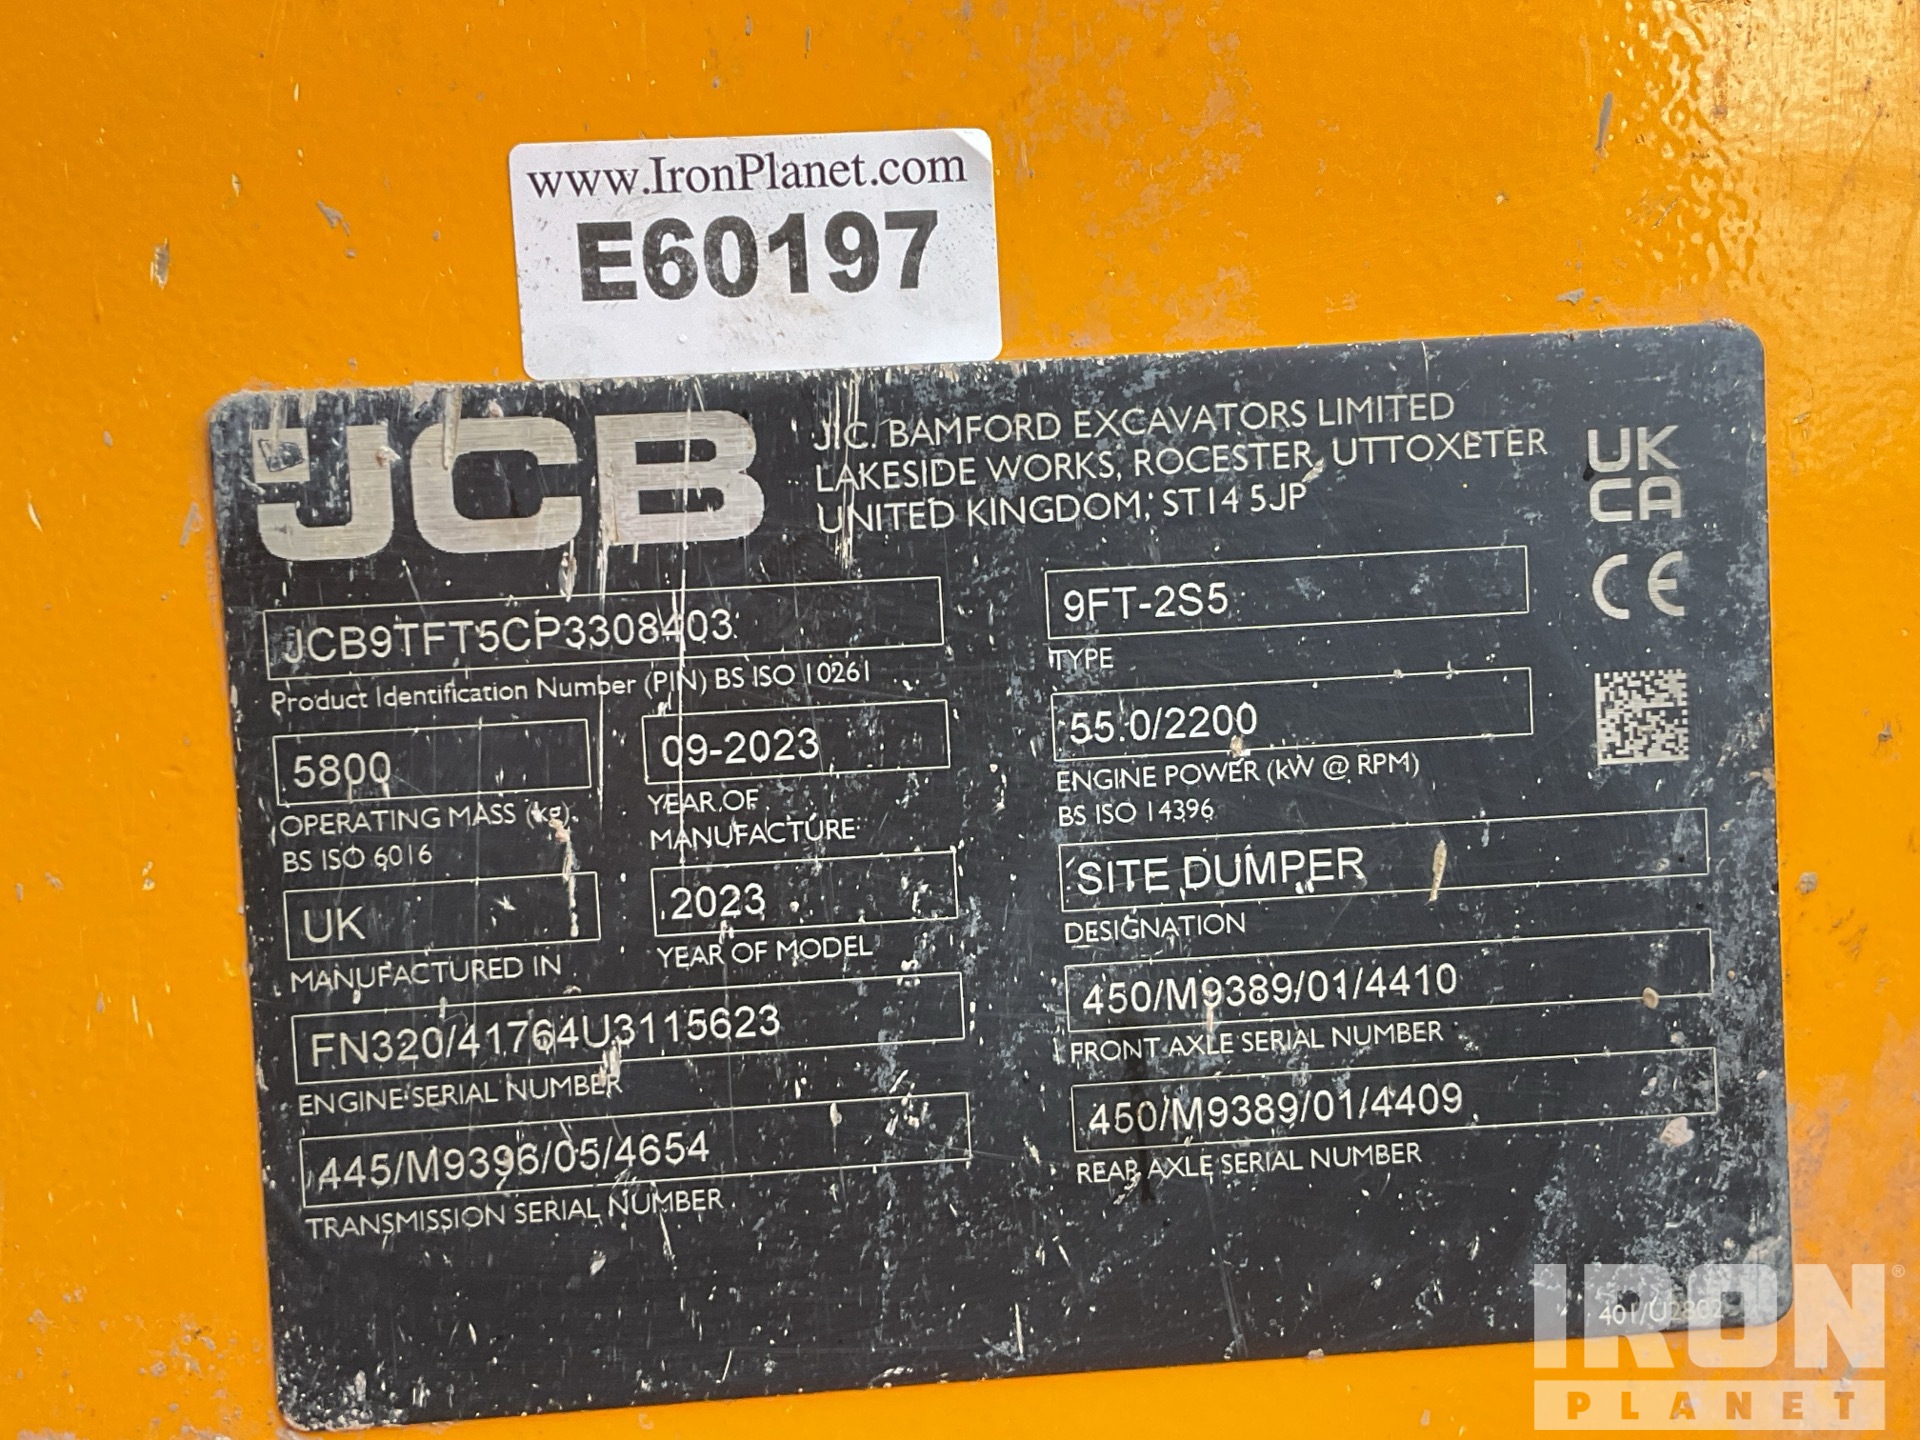 www.IronPlanet.com
E60197
JCB
J.C. BAMFORD EXCAVATORS LIMITED
LAKESIDE WORKS, ROCESTER, UTTOXETER
UNITED KINGDOM, ST14 5JP
UK
CA
CE
JCB9TFT5CP3308403
Product Identification Number (PIN) BS ISO 10261
9FT-2S5
TYPE
5800
OPERATING MASS (kg)
BS ISO 6016
09-2023
YEAR OF
MANUFACTURE
55.0/2200
ENGINE POWER (kW @ RPM)
BS ISO 14396
UK
MANUFACTURED IN
2023
YEAR OF MODEL
SITE DUMPER
DESIGNATION
FN320/41764U3115623
ENGINE SERIAL NUMBER
450/M9389/01/4410
FRONT AXLE SERIAL NUMBER
445/M9396/05/4654
TRANSMISSION SERIAL NUMBER
450/M9389/01/4409
REAR AXLE SERIAL NUMBER
IRON®
PLANET